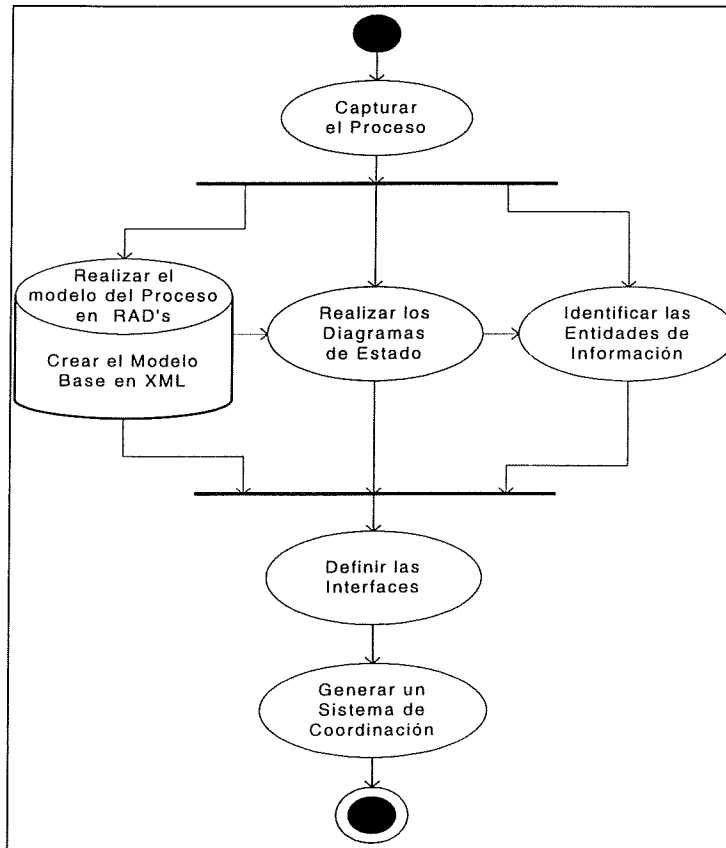 Capturar
el Proceso
Realizar el
modelo del Proceso
en RAD's
Crear el Modelo
Base en XML
Realizar los
Diagramas
de Estado
Identificar las
Entidades de
Información
Definir las
Interfaces
Generar un
Sistema de
Coordinación